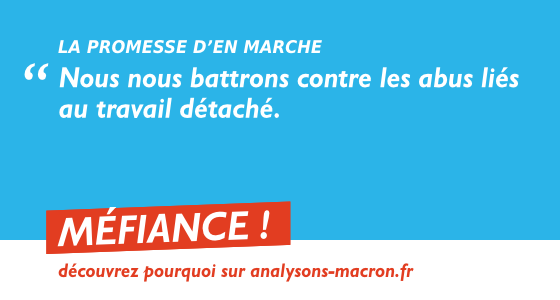 LA PROMESSE D’EN MARCHE
“ Nous nous battrons contre les abus liés
au travail détaché.
MÉFIANCE !
découvrez pourquoi sur analysons-macron.fr